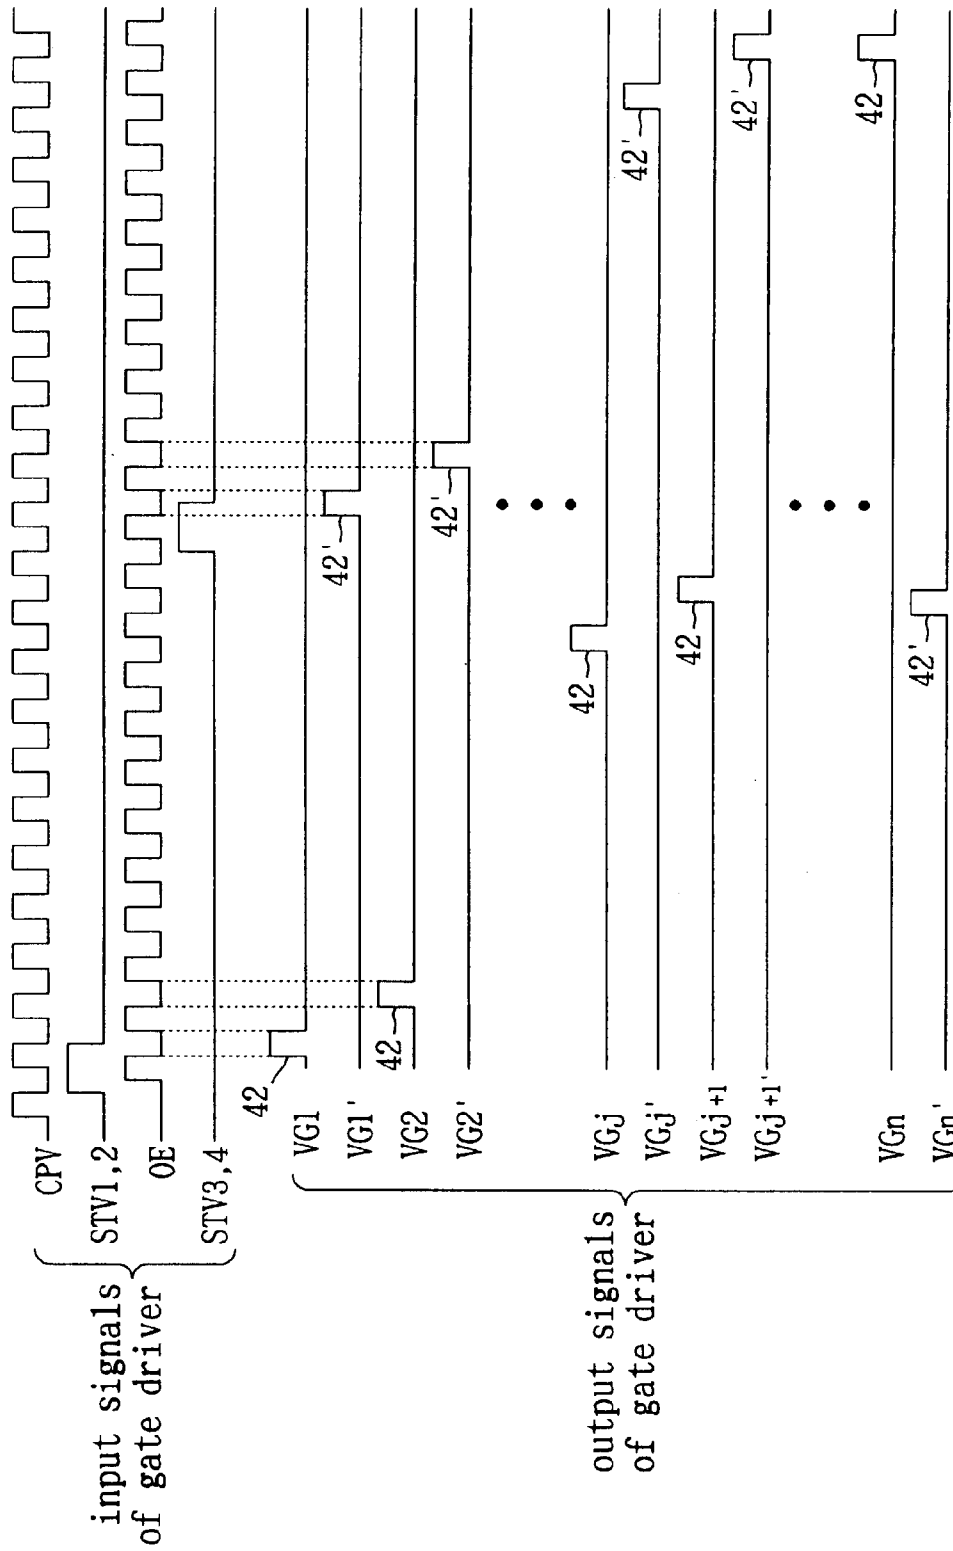 input signals
of gate driver
CPV
STV1,2
OE
STV3,4
output signals
of gate driver
VG1
42
VG1'
42'
VG2
42
VG2'
42'
VGj
42
VGj'
42'
VGj+1
42
VGj+1'
42'
VGn
42
VGn'
42'